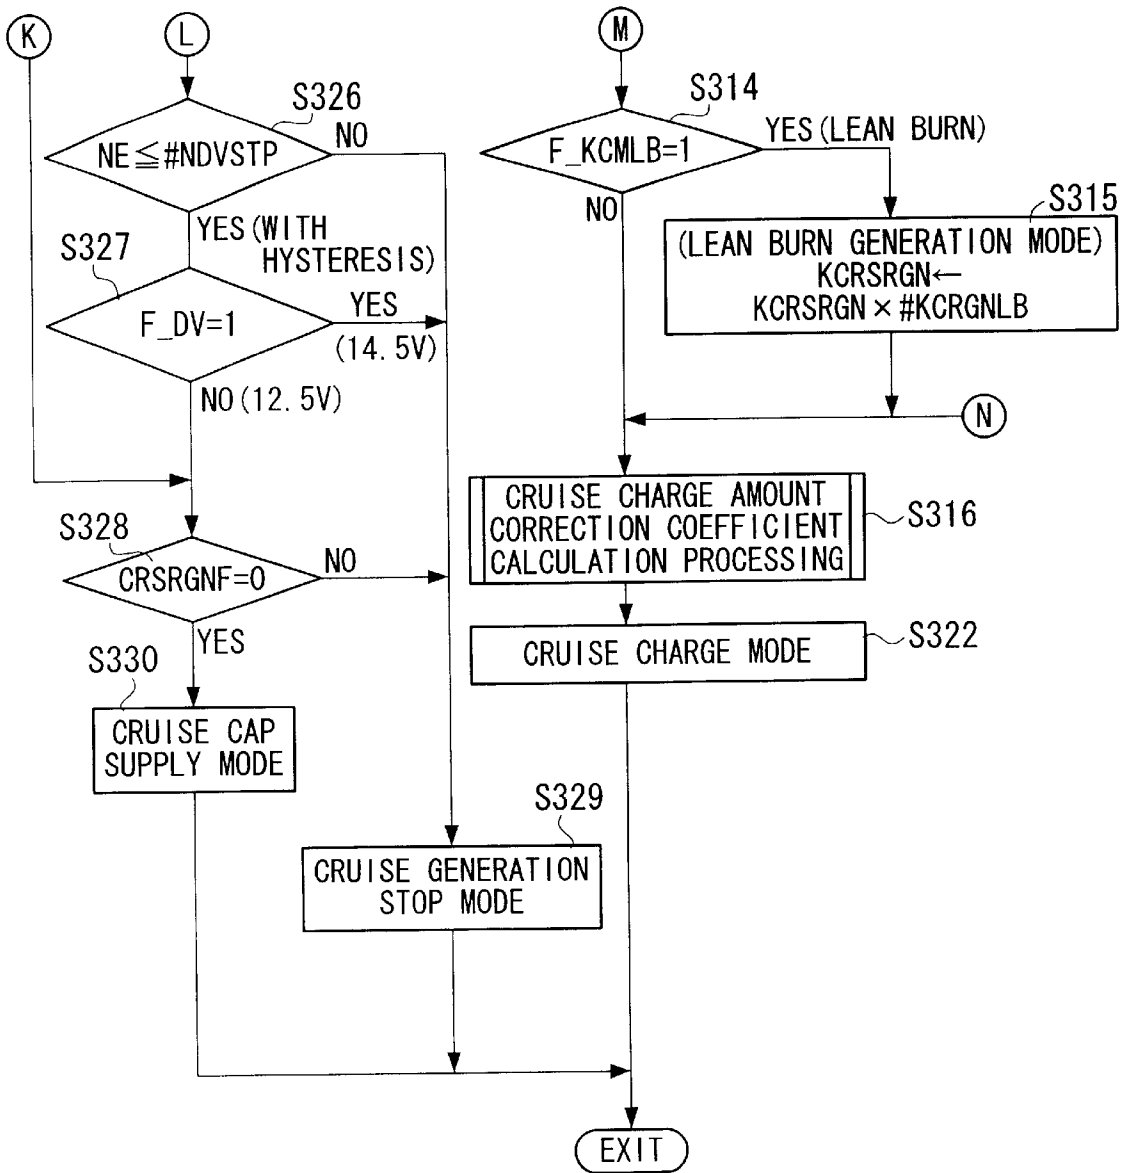 K
L
M
S326
NE≦#NDVSTP
NO
YES(WITH
HYSTERESIS)
S327
F_DV=1
YES
(14.5V)
NO(12.5V)
S328
CRSRGNF=0
NO
YES
S330
CRUISE CAP
SUPPLY MODE
S329
CRUISE GENERATION
STOP MODE
S314
F_KCMLB=1
YES(LEAN BURN)
NO
S315
(LEAN BURN GENERATION MODE)
KCRSRGN←
KCRSRGN×#KCRGNLB
N
CRUISE CHARGE AMOUNT
CORRECTION COEFFICIENT
CALCULATION PROCESSING
S316
CRUISE CHARGE MODE
S322
EXIT